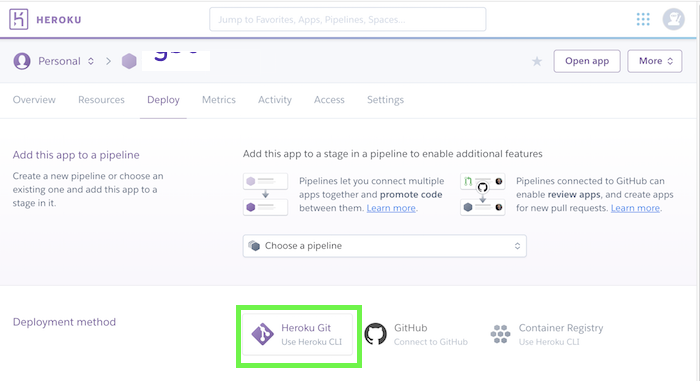 HEROKU
Jump to Favorites, Apps, Pipelines, Spaces...
Personal
Open app
More
Overview
Resources
Deploy
Metrics
Activity
Access
Settings
Add this app to a pipeline
Create a new pipeline or choose an
existing one and add this app to a
stage in it.
Add this app to a stage in a pipeline to enable additional features
Pipelines let you connect multiple
apps together and promote code
between them. Learn more.
Pipelines connected to GitHub can
enable review apps, and create apps
for new pull requests. Learn more.
Choose a pipeline
Deployment method
Heroku Git
Use Heroku CLI
GitHub
Connect to GitHub
Container Registry
Use Heroku CLI